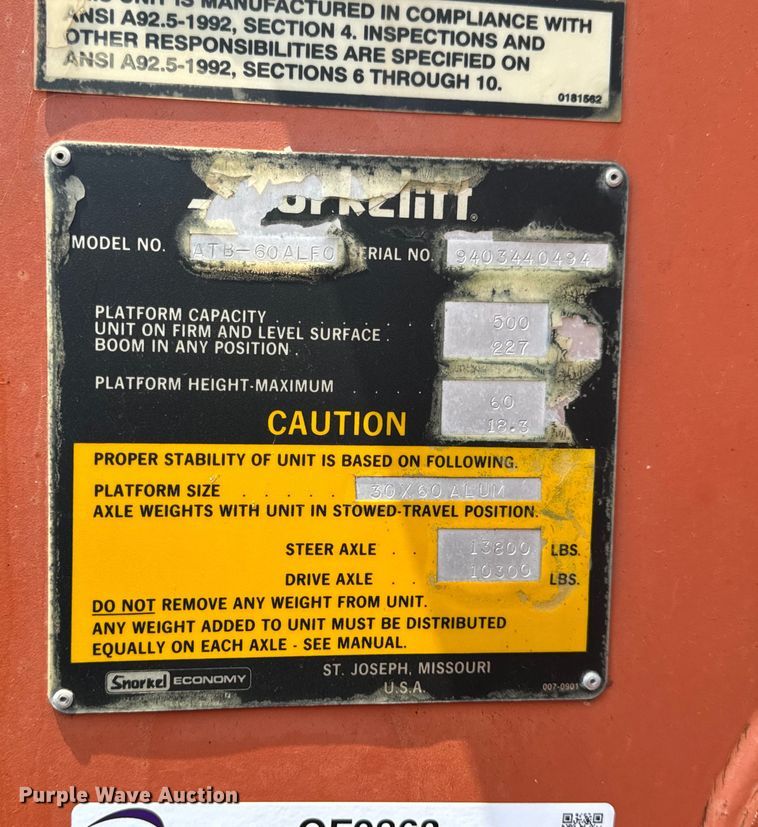 UNIT IS MANUFACTURED IN COMPLIANCE WITH
ANSI A92.5-1992, SECTION 4. INSPECTIONS AND
OTHER RESPONSIBILITIES ARE SPECIFIED ON
ANSI A92.5-1992, SECTIONS 6 THROUGH 10.
0181562
MODEL NO. ATB-60ALFO SERIAL NO. 9403440494
PLATFORM CAPACITY . . . . . . . . . 500
UNIT ON FIRM AND LEVEL SURFACE .
BOOM IN ANY POSITION . . . . . . . 227
PLATFORM HEIGHT-MAXIMUM . . . . . 60
18.3
CAUTION
PROPER STABILITY OF UNIT IS BASED ON FOLLOWING.
PLATFORM SIZE . . . . . . 30X60 ALUM
AXLE WEIGHTS WITH UNIT IN STOWED-TRAVEL POSITION.
STEER AXLE . . 13800 LBS.
DRIVE AXLE . . 10300 LBS.
DO NOT REMOVE ANY WEIGHT FROM UNIT.
ANY WEIGHT ADDED TO UNIT MUST BE DISTRIBUTED
EQUALLY ON EACH AXLE - SEE MANUAL.
Snorkel ECONOMY
ST. JOSEPH, MISSOURI
U.S.A.
007-0901
Purple Wave Auction